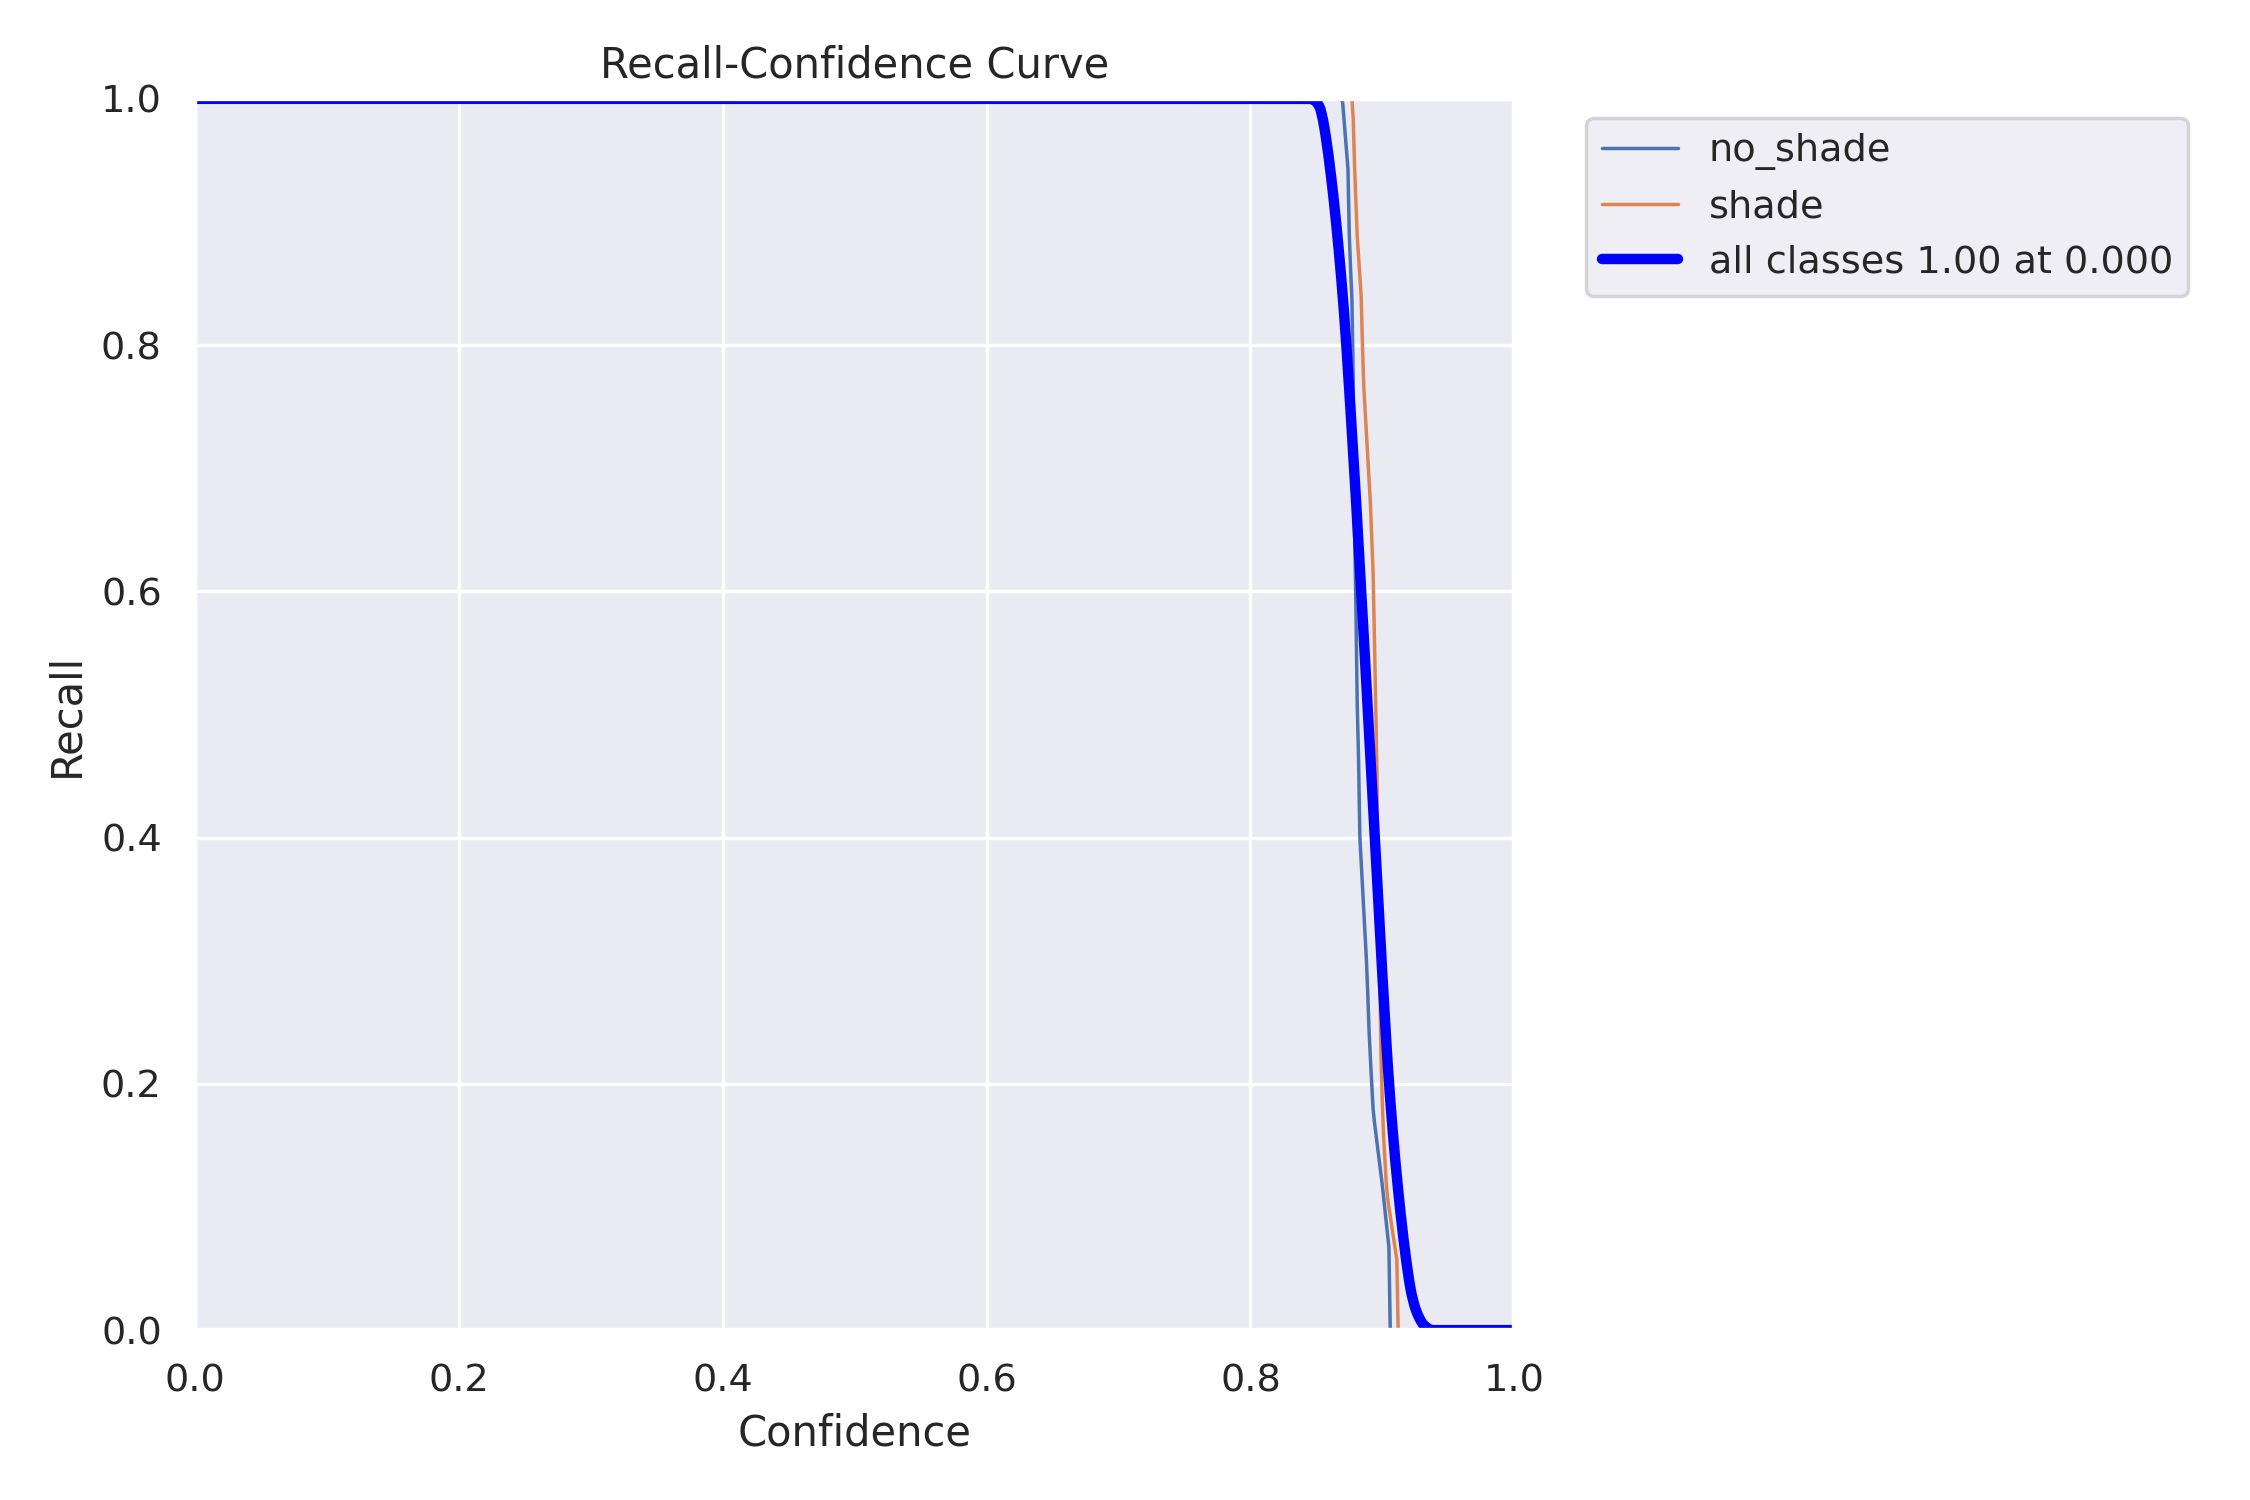 Recall-Confidence Curve
1.0
0.8
0.6
0.4
0.2
0.0
Recall
0.0 0.2 0.4 0.6 0.8 1.0
Confidence
no_shade
shade
all classes 1.00 at 0.000